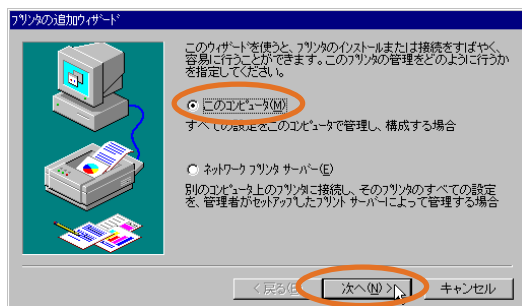 プリンタの追加ウィザード
このウィザードを使うと、プリンタのインストールまたは接続をすばやく、
容易に行うことができます。このプリンタの管理をどのように行うか
を指定してください。
このコンピュータ(M)
すべての設定をこのコンピュータで管理し、構成する場合
ネットワーク プリンタ サーバー(E)
別のコンピュータ上のプリンタに接続し、そのプリンタのすべての設定
を、管理者がセットアップしたプリント サーバーによって管理する場合
< 戻る(B)
次へ(N) >
キャンセル